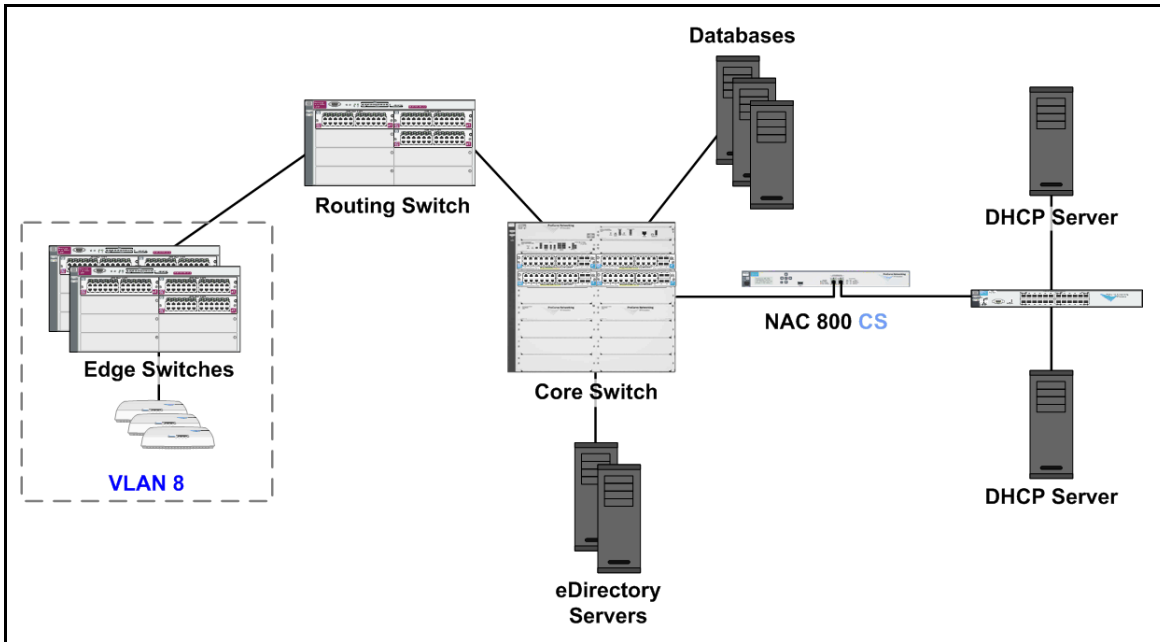 Databases
Routing Switch
DHCP Server
Edge Switches
VLAN 8
Core Switch
NAC 800 CS
eDirectory
Servers
DHCP Server